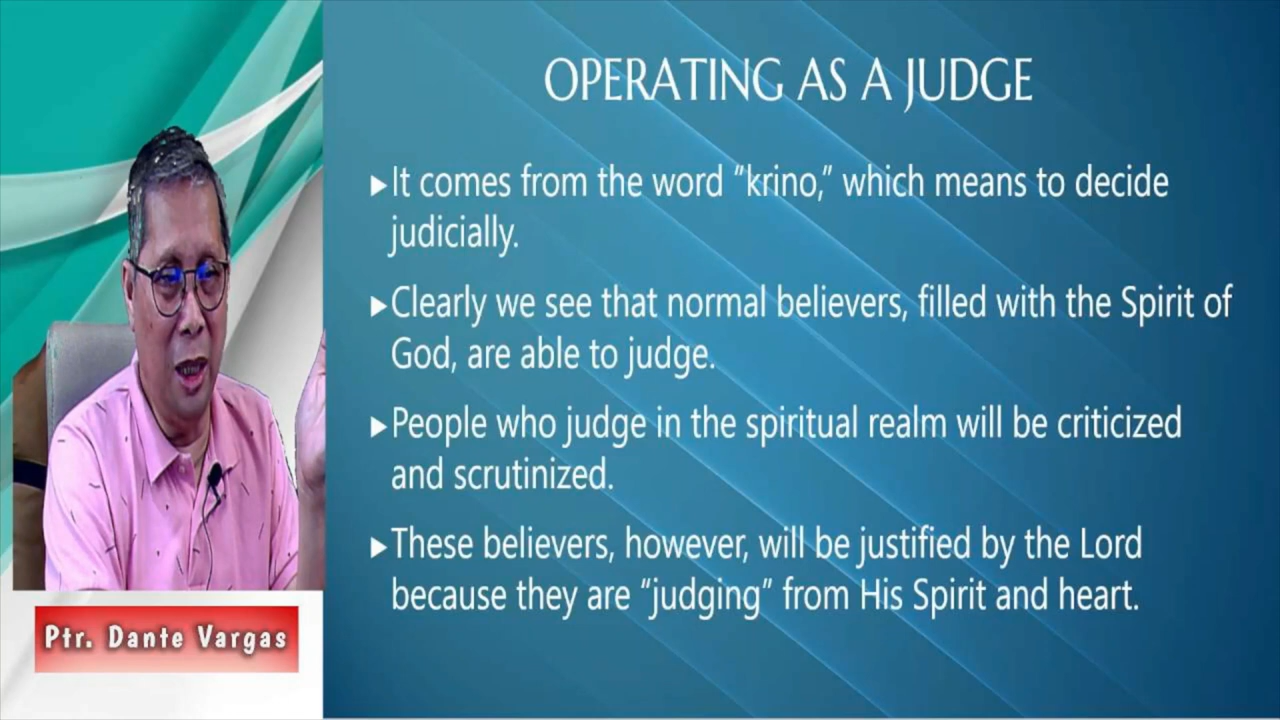 OPERATING AS A JUDGE
▶It comes from the word “krino,” which means to decide
judicially.
▶Clearly we see that normal believers, filled with the Spirit of
God, are able to judge.
▶People who judge in the spiritual realm will be criticized
and scrutinized.
▶These believers, however, will be justified by the Lord
because they are “judging” from His Spirit and heart.
Ptr. Dante Vargas